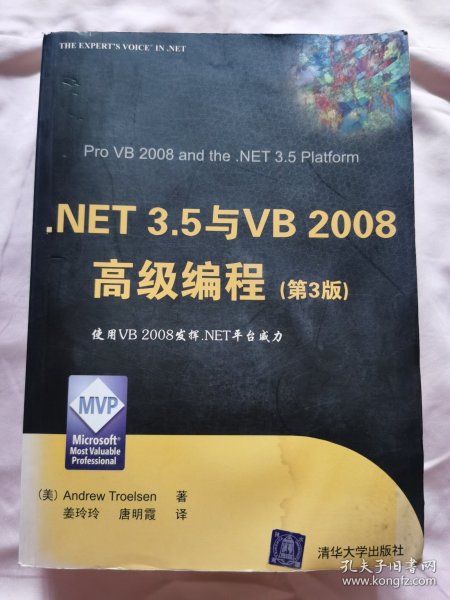 THE EXPERT'S VOICE® IN .NET
Pro VB 2008 and the .NET 3.5 Platform
.NET 3.5与VB 2008
高级编程 (第3版)
使用VB 2008发挥.NET平台威力
MVP
Microsoft®
Most Valuable
Professional
(美) Andrew Troelsen 著
姜玲玲 唐明霞 译
清华大学出版社
孔夫子旧书网
www.kongfz.com